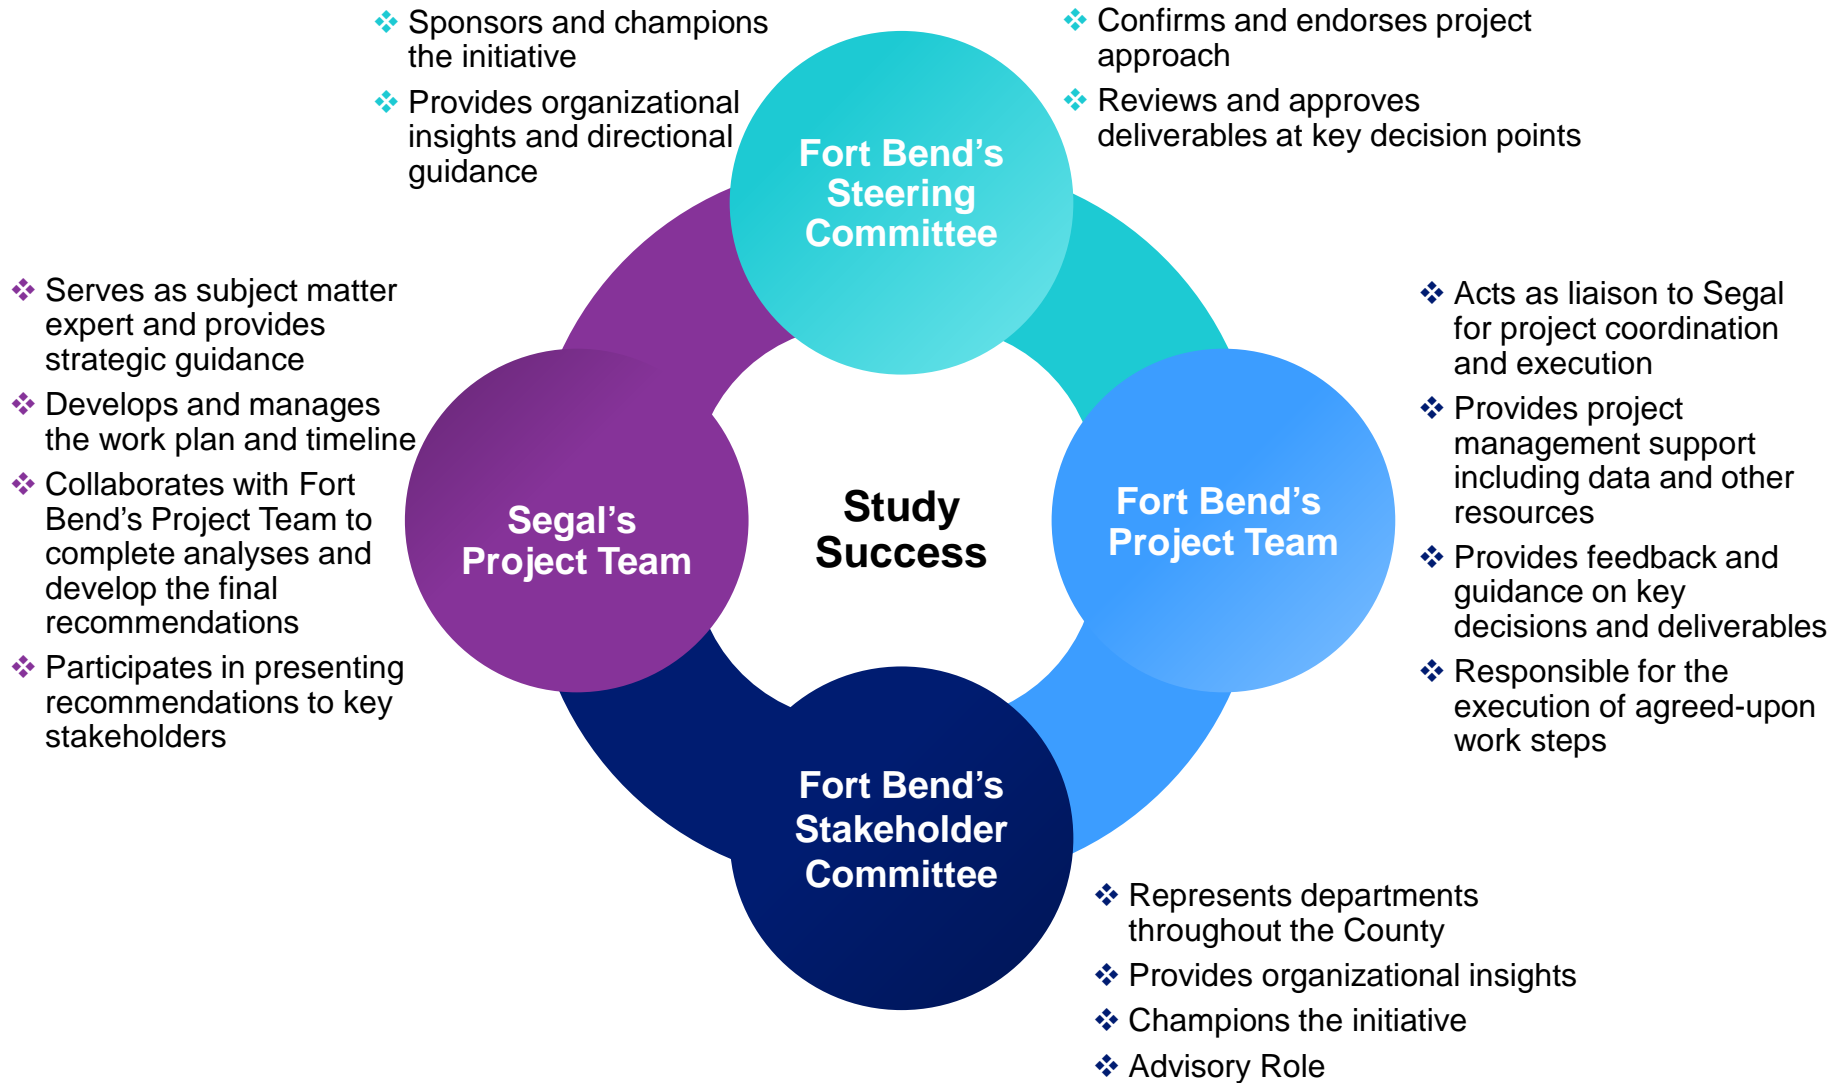 ❖ Sponsors and champions
the initiative
❖ Provides organizational
insights and directional
guidance
❖ Confirms and endorses project
approach
❖ Reviews and approves
deliverables at key decision points
Fort Bend’s
Steering
Committee
❖ Serves as subject matter
expert and provides
strategic guidance
❖ Develops and manages
the work plan and timeline
❖ Collaborates with Fort
Bend’s Project Team to
complete analyses and
develop the final
recommendations
❖ Participates in presenting
recommendations to key
stakeholders
Segal’s
Project Team
Study
Success
Fort Bend’s
Project Team
❖ Acts as liaison to Segal
for project coordination
and execution
❖ Provides project
management support
including data and other
resources
❖ Provides feedback and
guidance on key
decisions and deliverables
❖ Responsible for the
execution of agreed-upon
work steps
Fort Bend’s
Stakeholder
Committee
❖ Represents departments
throughout the County
❖ Provides organizational insights
❖ Champions the initiative
❖ Advisory Role